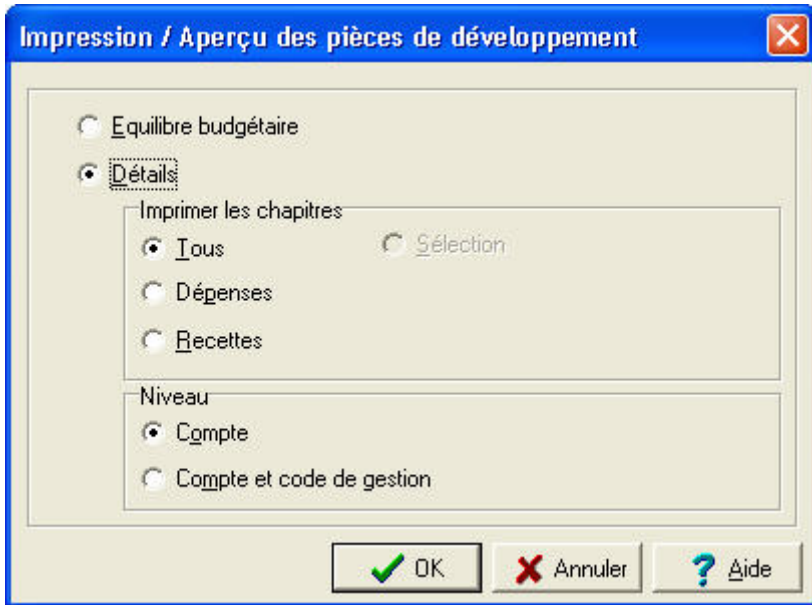 Impression / Aperçu des pièces de développement
Equilibre budgétaire
Détails
Imprimer les chapitres
Tous
Sélection
Dépenses
Recettes
Niveau
Compte
Compte et code de gestion
OK
Annuler
? Aide